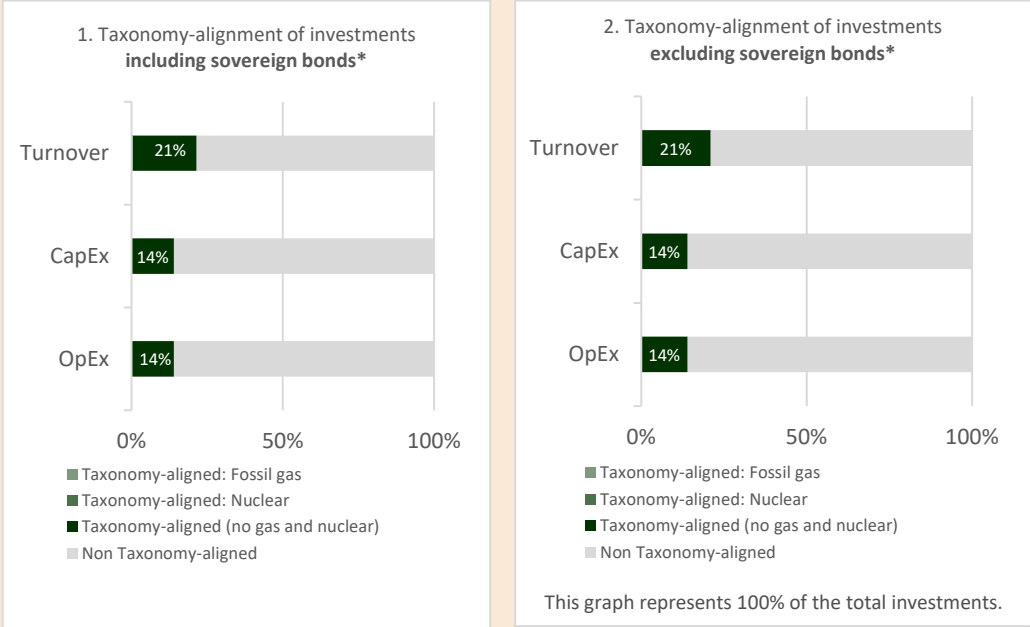 1. Taxonomy-alignment of investments
including sovereign bonds*
Turnover
21%
CapEx
14%
OpEx
14%
0%
50%
100%
Taxonomy-aligned: Fossil gas
Taxonomy-aligned: Nuclear
Taxonomy-aligned (no gas and nuclear)
Non Taxonomy-aligned
2. Taxonomy-alignment of investments
excluding sovereign bonds*
Turnover
21%
CapEx
14%
OpEx
14%
0%
50%
100%
Taxonomy-aligned: Fossil gas
Taxonomy-aligned: Nuclear
Taxonomy-aligned (no gas and nuclear)
Non Taxonomy-aligned
This graph represents 100% of the total investments.